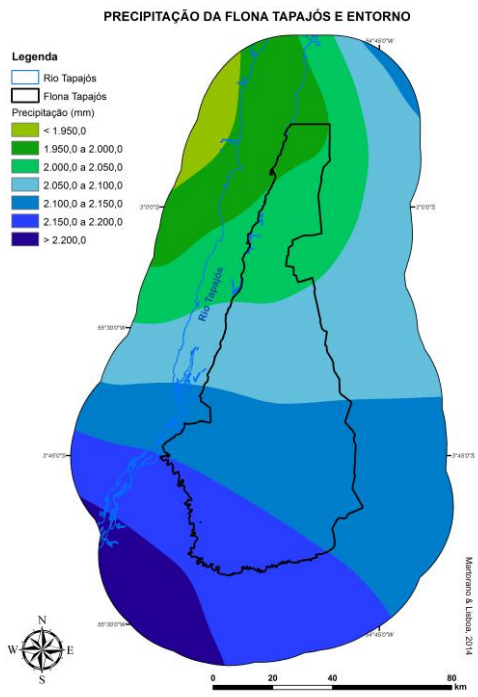 PRECIPITAÇÃO DA FLONA TAPAJÓS E ENTORNO
54°45'0"W
Legenda
Rio Tapajós
Flona Tapajós
Precipitação (mm)
< 1.950,0
1.950,0 a 2.000,0
2.000,0 a 2.050,0
2.050,0 a 2.100,0
2.100,0 a 2.150,0
2.150,0 a 2.200,0
> 2.200,0
3°0'0"S
3°0'0"S
Rio Tapajós
55°30'0"W
3°45'0"S
3°45'0"S
Martorano & Lisboa, 2014
55°30'0"W
54°45'0"W
N
W
E
S
0 20 40 80
km